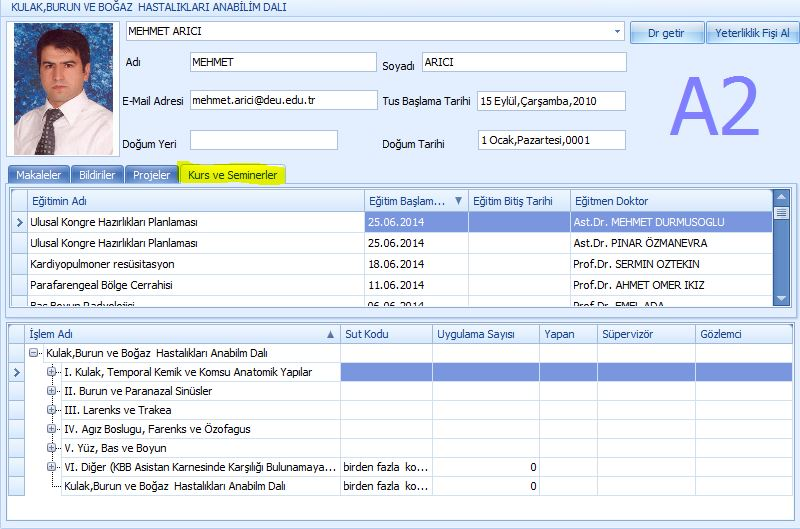 KULAK,BURUN VE BOĞAZ HASTALIKLARI ANABİLİM DALI
MEHMET ARICI
Dr getir
Yeterliklik Fişi Al
Adı
MEHMET
Soyadı
ARICI
A2
E-Mail Adresi
mehmet.arici@deu.edu.tr
Tus Başlama Tarihi
15 Eylül,Çarşamba,2010
Doğum Yeri
Doğum Tarihi
1 Ocak,Pazartesi,0001
Makaleler
Bildiriler
Projeler
Kurs ve Seminerler
Eğitimin Adı
Eğitim Başlam...
Eğitim Bitiş Tarihi
Eğitmen Doktor
Ulusal Kongre Hazırlıkları Planlaması 25.06.2014 Ast.Dr. MEHMET DURMUSOGLU
Ulusal Kongre Hazırlıkları Planlaması 25.06.2014 Ast.Dr. PINAR ÖZMANEVRA
Kardiyopulmoner resüsitasyon 18.06.2014 Prof.Dr. SERMIN OZTEKIN
Parafarengeal Bölge Cerrahisi 11.06.2014 Prof.Dr. AHMET OMER IKIZ
Baş Boyun Radyolojisi 06.06.2014 Prof.Dr. EMEL ADA
İşlem Adı
Sut Kodu
Uygulama Sayısı
Yapan
Süpervizör
Gözlemci
Kulak,Burun ve Boğaz Hastalıkları Anabilm Dalı
I. Kulak, Temporal Kemik ve Komsu Anatomik Yapılar
II. Burun ve Paranazal Sinüsler
III. Larenks ve Trakea
IV. Agız Boslugu, Farenks ve Özofagus
V. Yüz, Bas ve Boyun
VI. Diğer (KBB Asistan Karnesinde Karşılığı Bulunamaya... birden fazla ko... 0
Kulak,Burun ve Boğaz Hastalıkları Anabilm Dalı birden fazla ko... 0